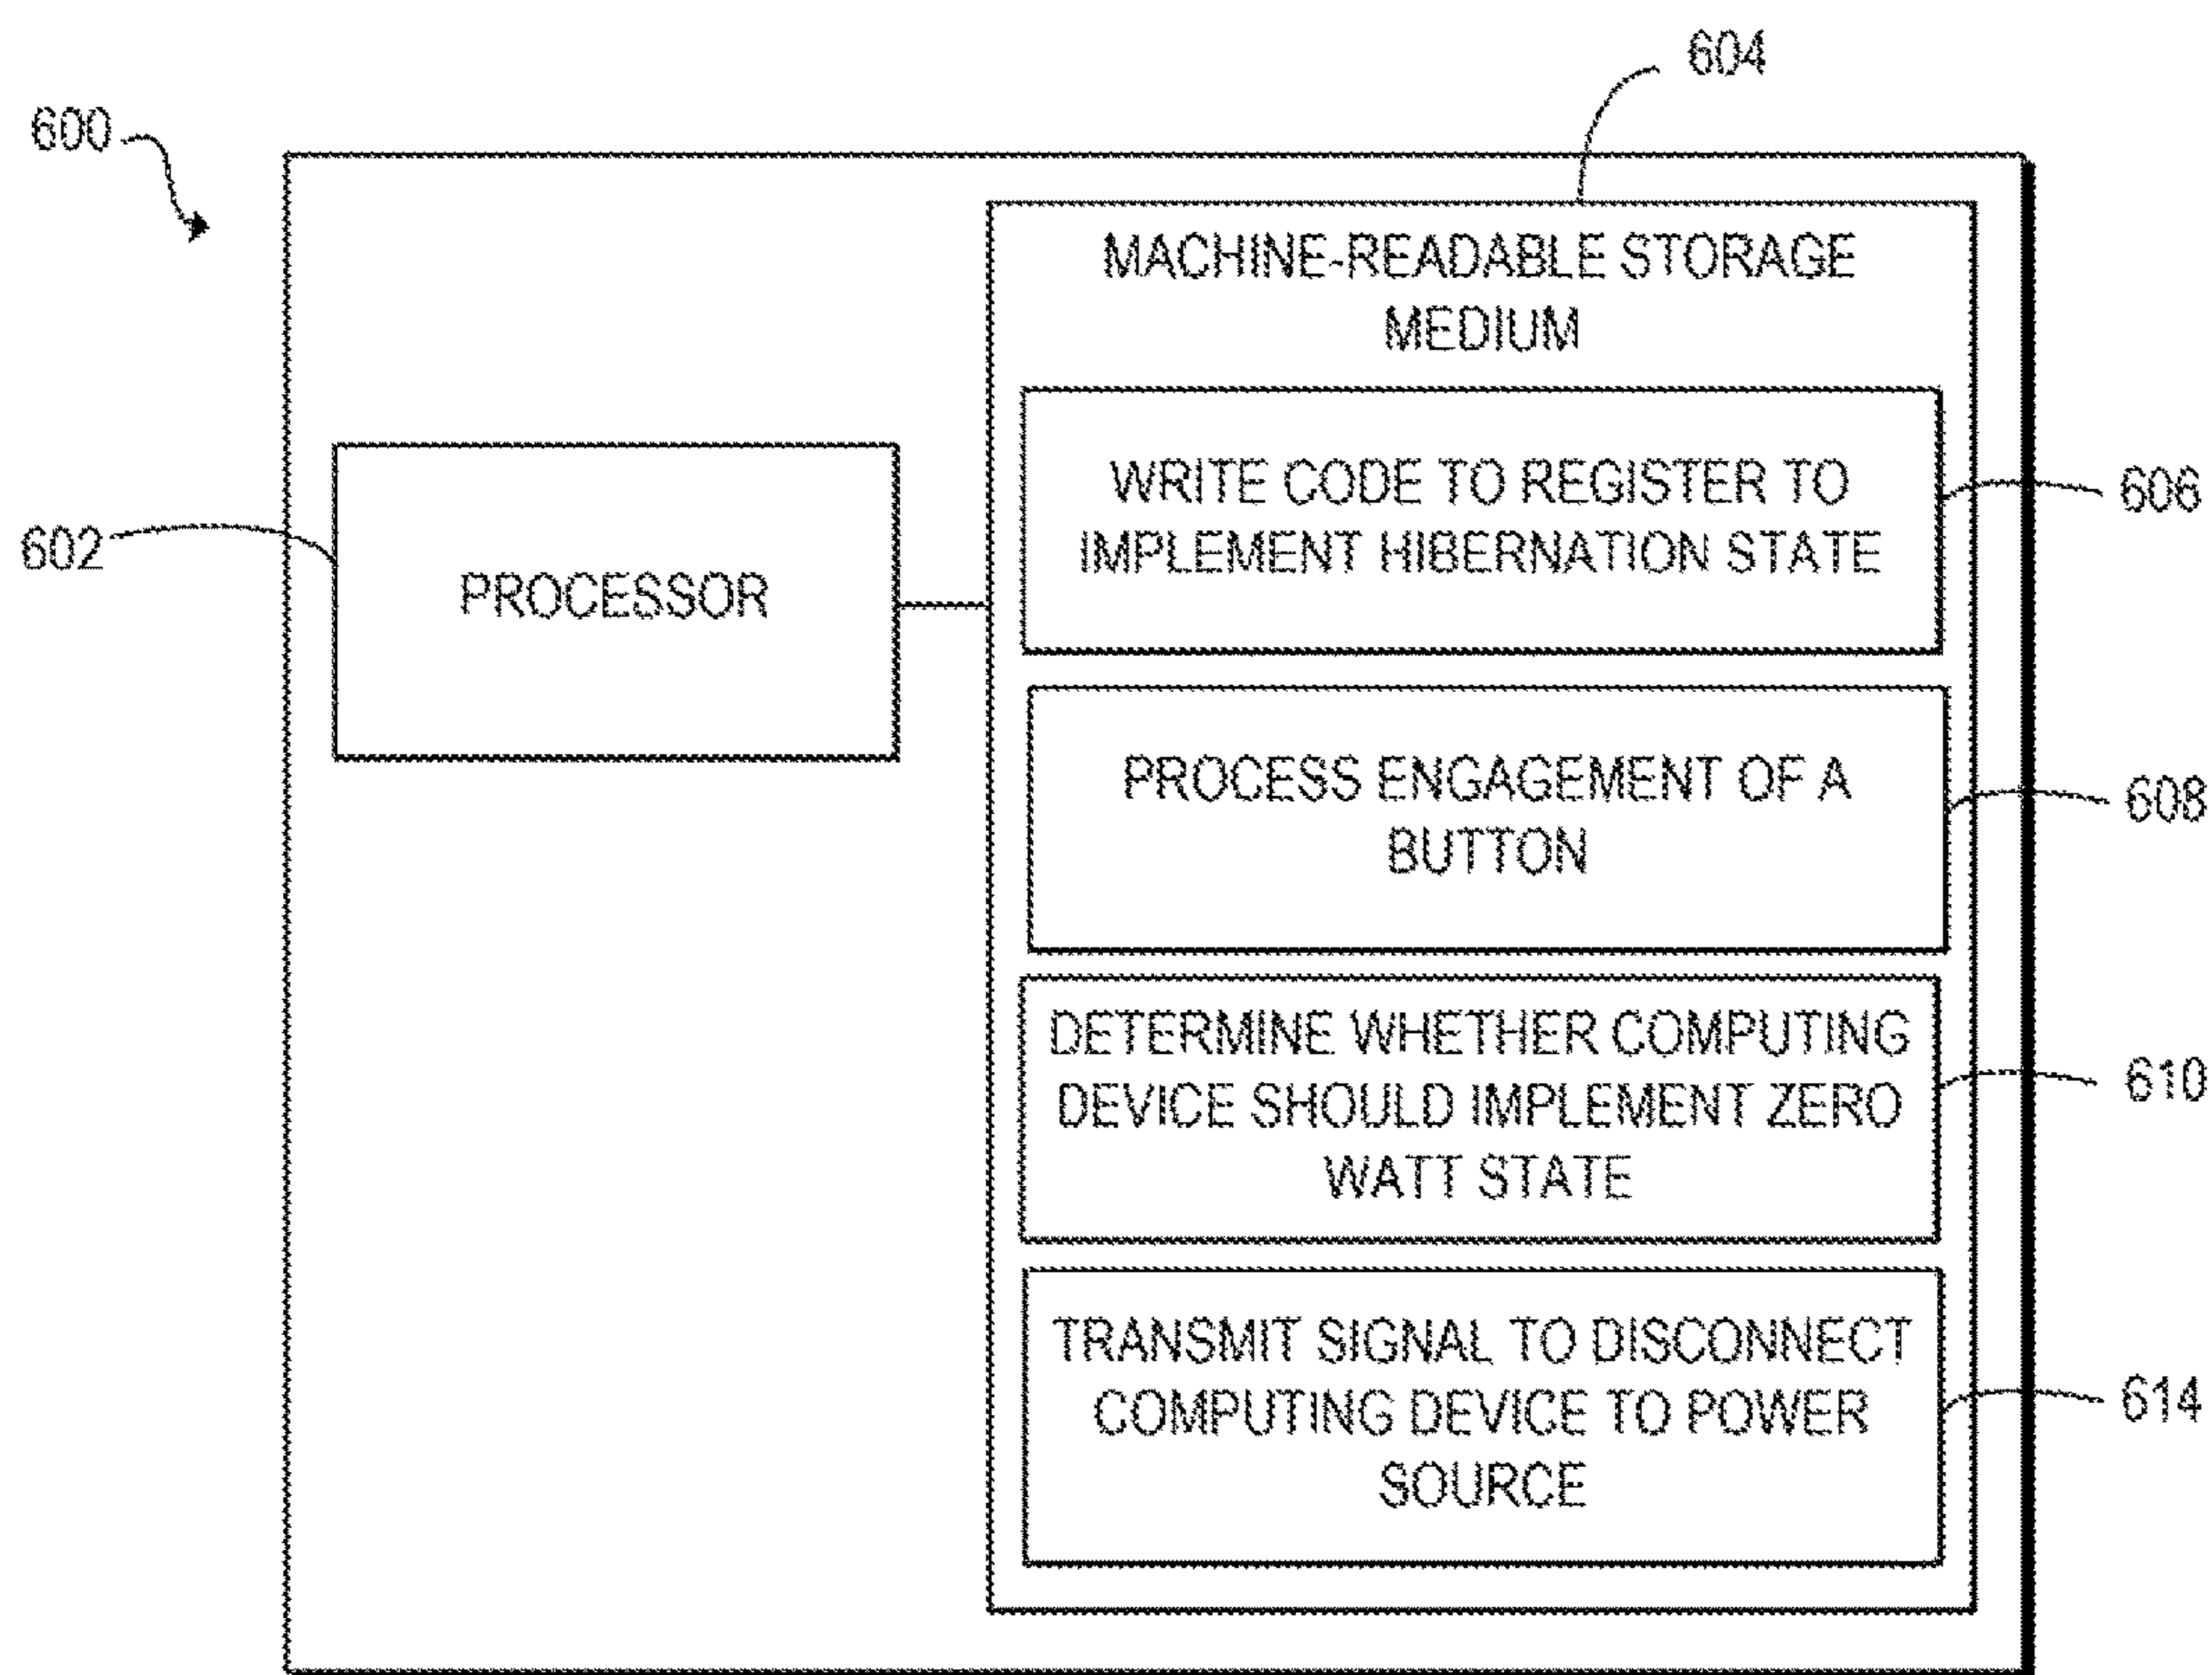 604
600
MACHINE-READABLE STORAGE
MEDIUM
WRITE CODE TO REGISTER TO
IMPLEMENT HIBERNATION STATE
606
602
PROCESSOR
PROCESS ENGAGEMENT OF A
BUTTON
608
DETERMINE WHETHER COMPUTING
DEVICE SHOULD IMPLEMENT ZERO
WATT STATE
610
TRANSMIT SIGNAL TO DISCONNECT
COMPUTING DEVICE TO POWER
SOURCE
614